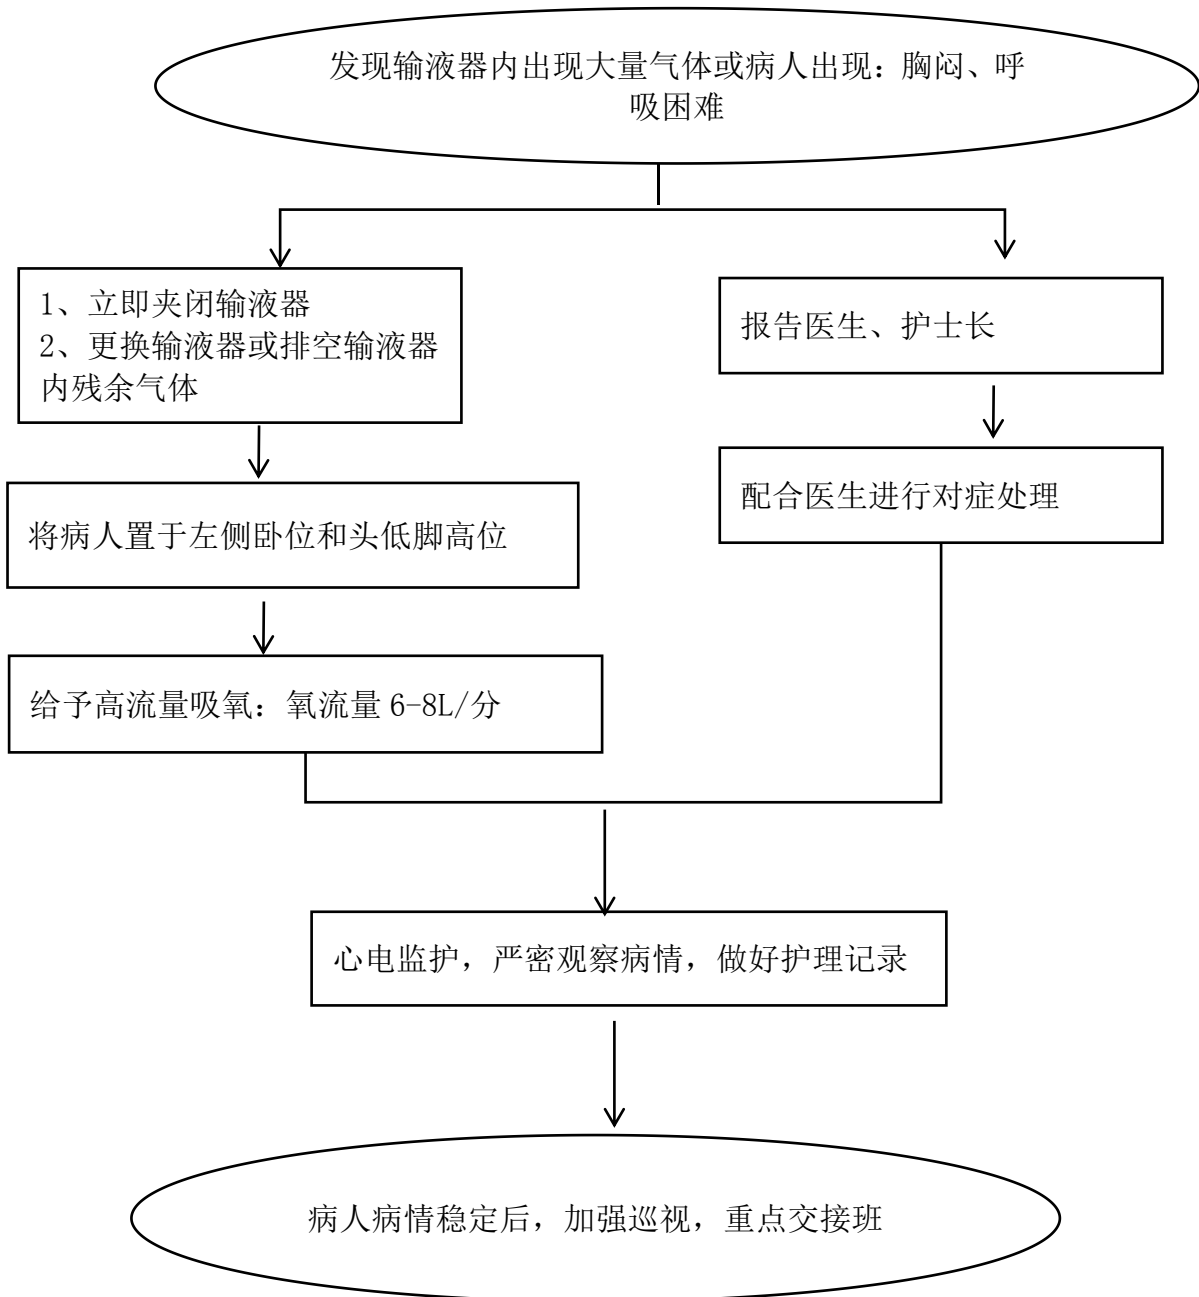 发现输液器内出现大量气体或病人出现：胸闷、呼
吸困难
1、立即夹闭输液器
2、更换输液器或排空输液器
内残余气体
报告医生、护士长
配合医生进行对症处理
将病人置于左侧卧位和头低脚高位
给予高流量吸氧：氧流量 6-8L/分
心电监护，严密观察病情，做好护理记录
病人病情稳定后，加强巡视，重点交接班